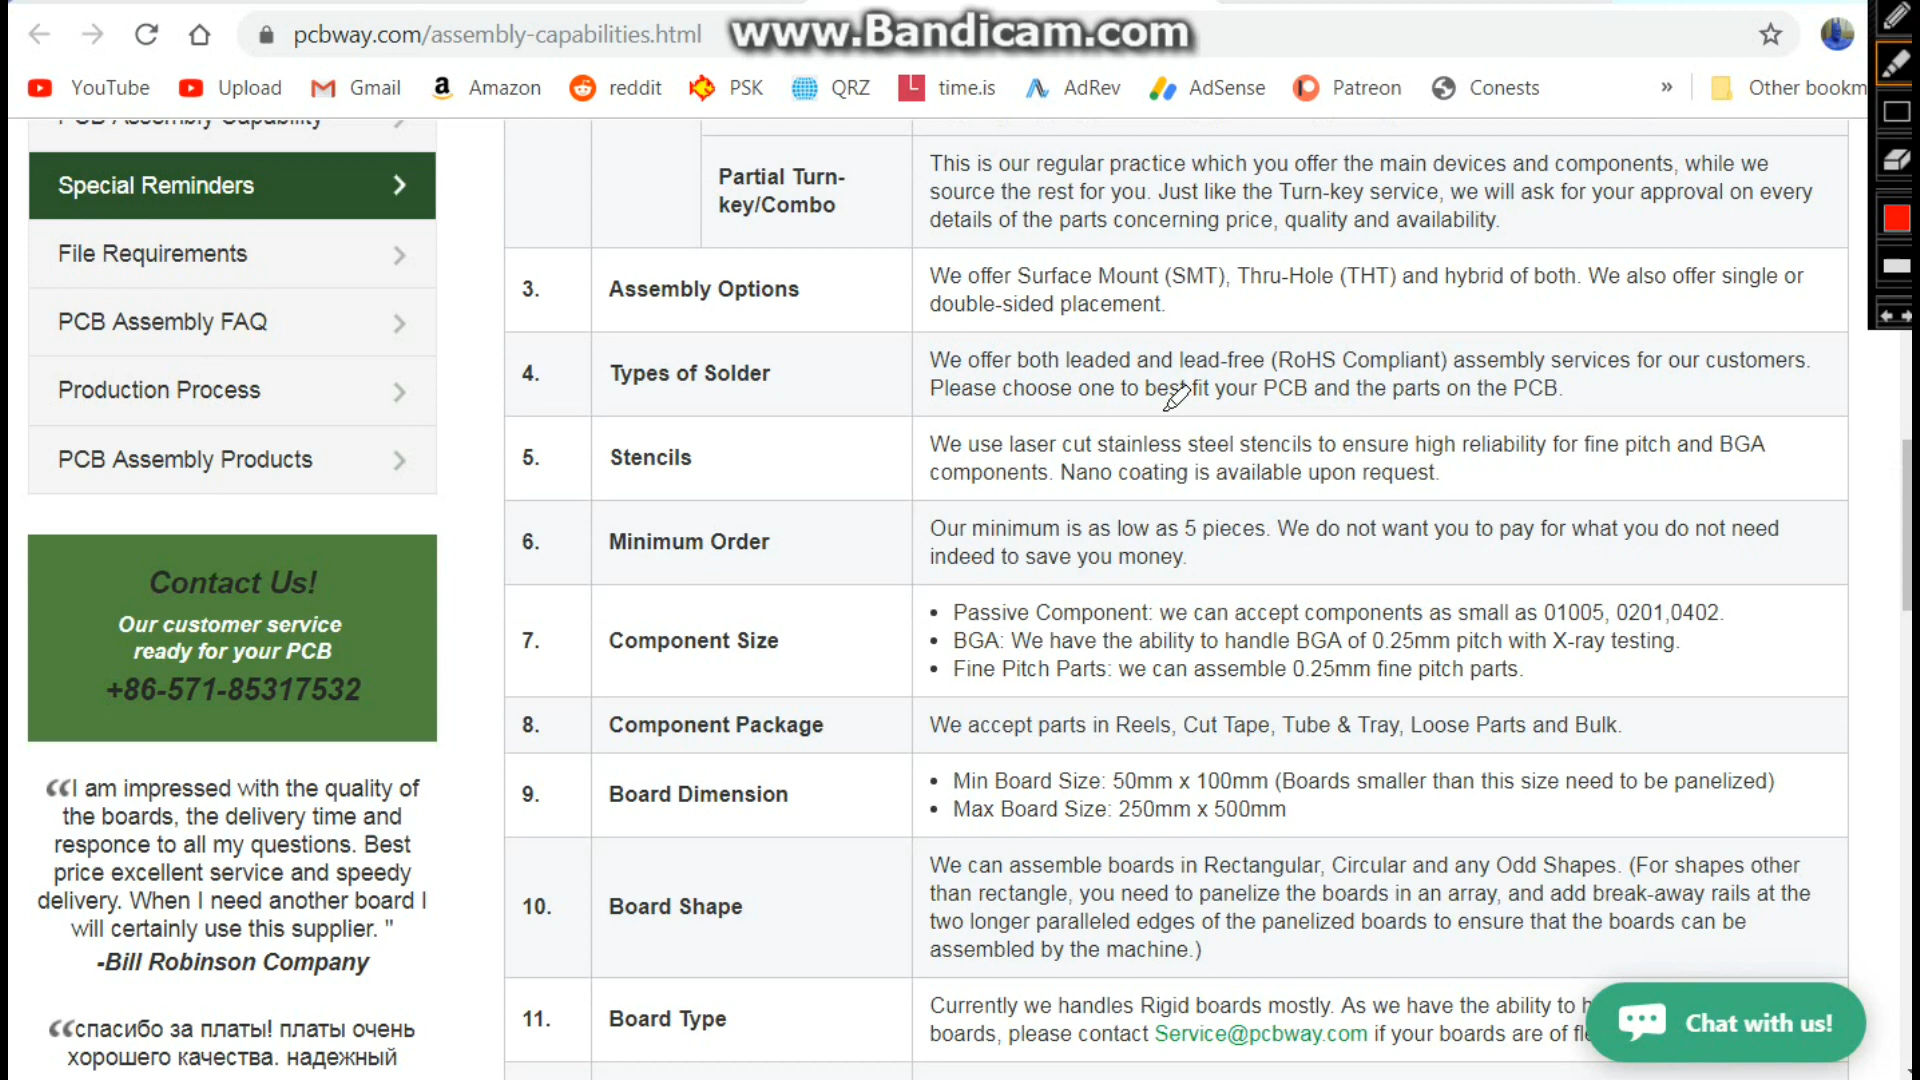 pcbway.com/assembly-capabilities.html
www.Bandicam.com
YouTube
Upload
Gmail
Amazon
reddit
PSK
QRZ
time.is
AdRev
AdSense
Patreon
Conests
»
Other bookm
PCB Assembly Capability
Special Reminders
File Requirements
PCB Assembly FAQ
Production Process
PCB Assembly Products
Contact Us!
Our customer service
ready for your PCB
+86-571-85317532
I am impressed with the quality of
the boards, the delivery time and
responce to all my questions. Best
price excellent service and speedy
delivery. When I need another board I
will certainly use this supplier. "
-Bill Robinson Company
спасибо за платы! платы очень
хорошего качества. надежный
Partial Turn-
key/Combo
This is our regular practice which you offer the main devices and components, while we
source the rest for you. Just like the Turn-key service, we will ask for your approval on every
details of the parts concerning price, quality and availability.
3.
Assembly Options
We offer Surface Mount (SMT), Thru-Hole (THT) and hybrid of both. We also offer single or
double-sided placement.
4.
Types of Solder
We offer both leaded and lead-free (RoHS Compliant) assembly services for our customers.
Please choose one to best fit your PCB and the parts on the PCB.
5.
Stencils
We use laser cut stainless steel stencils to ensure high reliability for fine pitch and BGA
components. Nano coating is available upon request.
6.
Minimum Order
Our minimum is as low as 5 pieces. We do not want you to pay for what you do not need
indeed to save you money.
7.
Component Size
• Passive Component: we can accept components as small as 01005, 0201,0402.
• BGA: We have the ability to handle BGA of 0.25mm pitch with X-ray testing.
• Fine Pitch Parts: we can assemble 0.25mm fine pitch parts.
8.
Component Package
We accept parts in Reels, Cut Tape, Tube & Tray, Loose Parts and Bulk.
9.
Board Dimension
• Min Board Size: 50mm x 100mm (Boards smaller than this size need to be panelized)
• Max Board Size: 250mm x 500mm
10.
Board Shape
We can assemble boards in Rectangular, Circular and any Odd Shapes. (For shapes other
than rectangle, you need to panelize the boards in an array, and add break-away rails at the
two longer paralleled edges of the panelized boards to ensure that the boards can be
assembled by the machine.)
11.
Board Type
Currently we handles Rigid boards mostly. As we have the ability to
boards, please contact Service@pcbway.com if your boards are of
Chat with us!